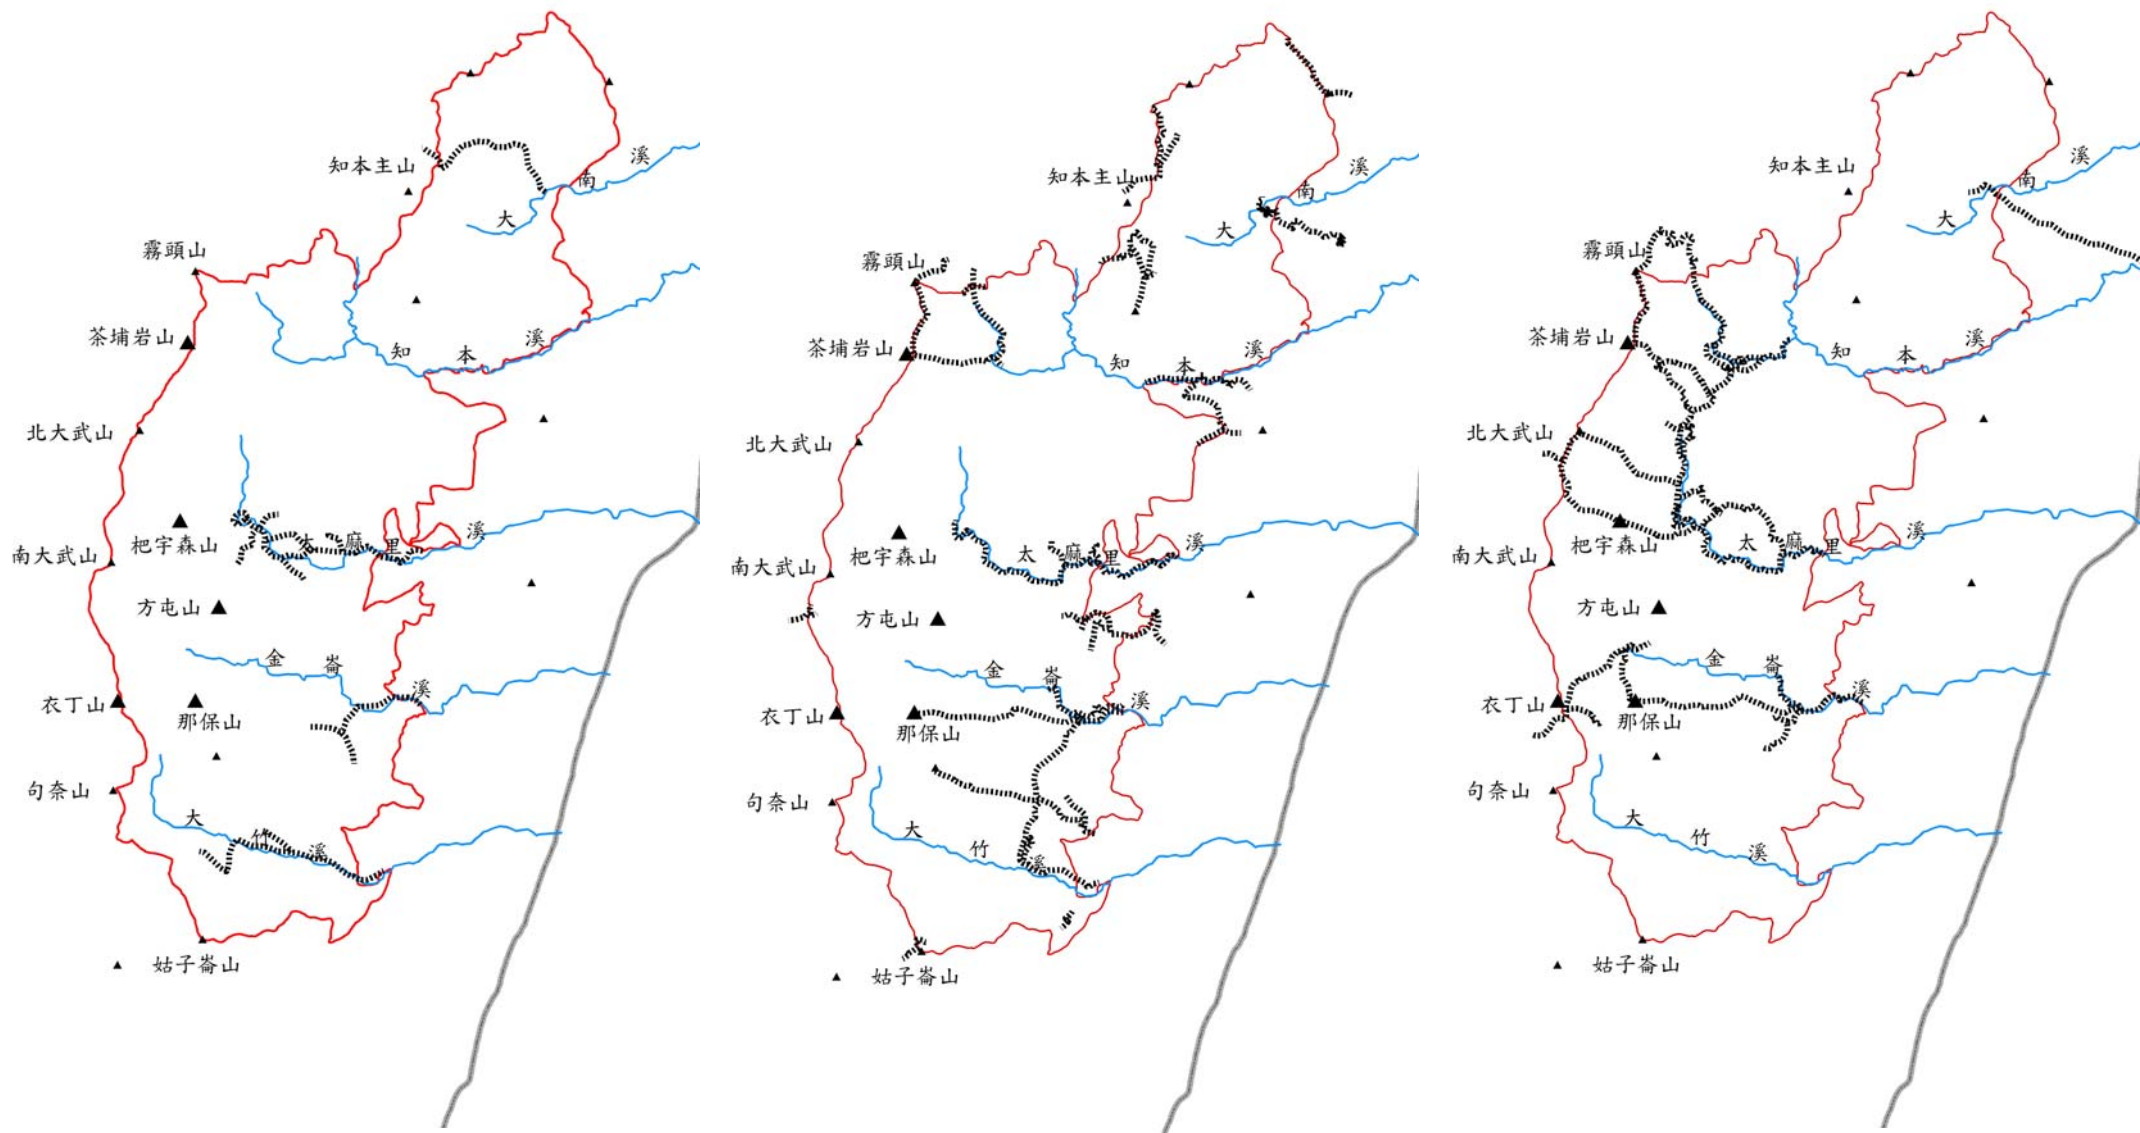 知本主山
大南溪
霧頭山
茶埔岩山
知本溪
北大武山
杷宇森山
太麻里溪
南大武山
方屯山
金崙溪
衣丁山
那保山
句奈山
大竹溪
姑子崙山
知本主山
大南溪
霧頭山
茶埔岩山
知本溪
北大武山
杷宇森山
太麻里溪
南大武山
方屯山
金崙溪
衣丁山
那保山
句奈山
大竹溪
姑子崙山
知本主山
大南溪
霧頭山
茶埔岩山
知本溪
北大武山
杷宇森山
太麻里溪
南大武山
方屯山
金崙溪
衣丁山
那保山
句奈山
大竹溪
姑子崙山